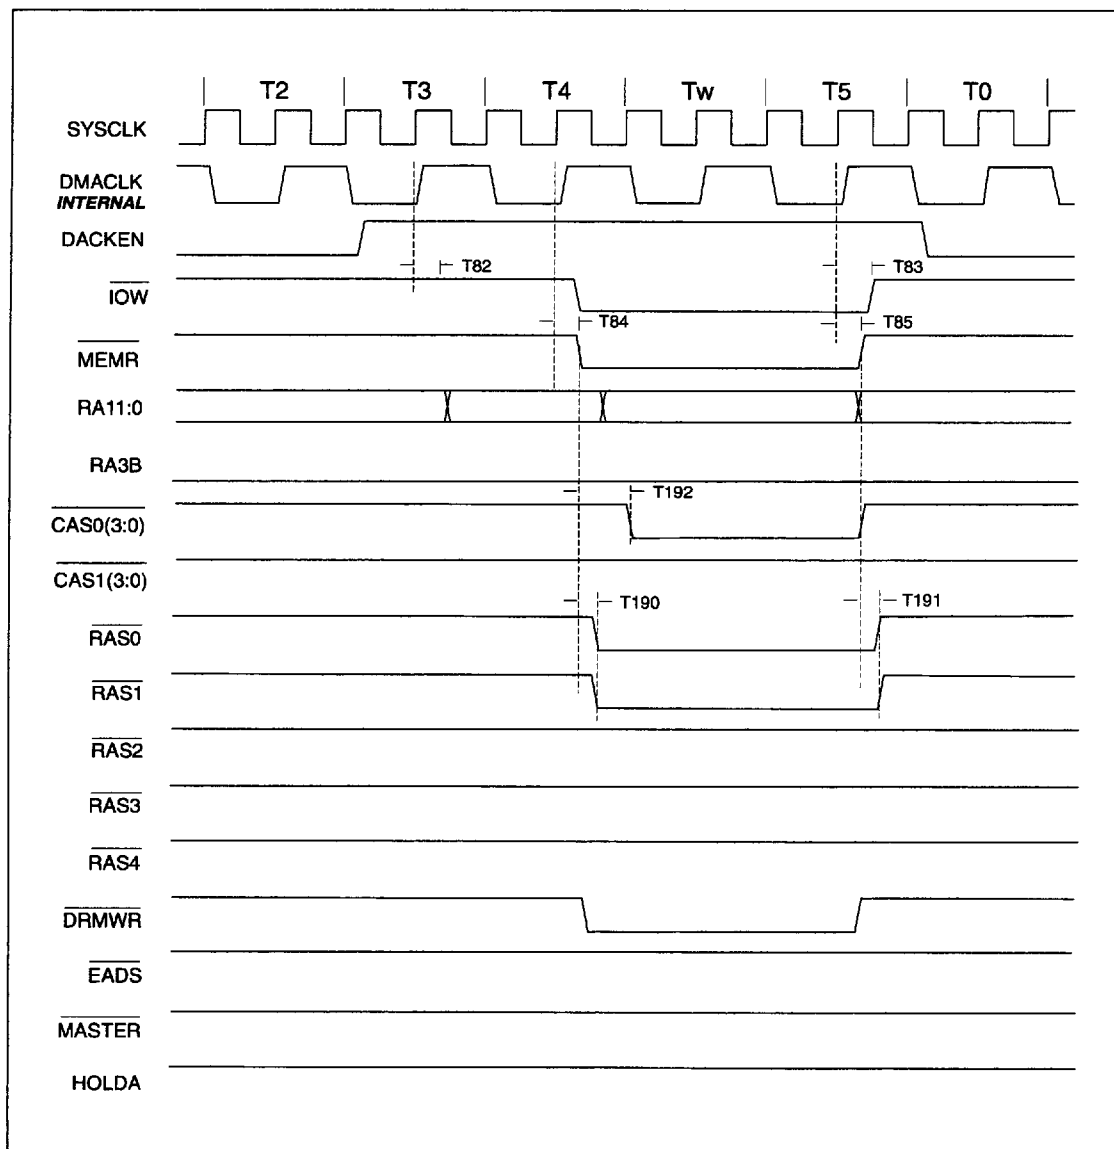 T2 T3 T4 Tw T5 T0
SYSCLK
DMACLK
INTERNAL
DACKEN
T82 T83
IOW
T84 T85
MEMR
RA11:0
RA3B
T192
CAS0(3:0)
CAS1(3:0)
T190 T191
RAS0
RAS1
RAS2
RAS3
RAS4
DRMWR
EADS
MASTER
HOLDA